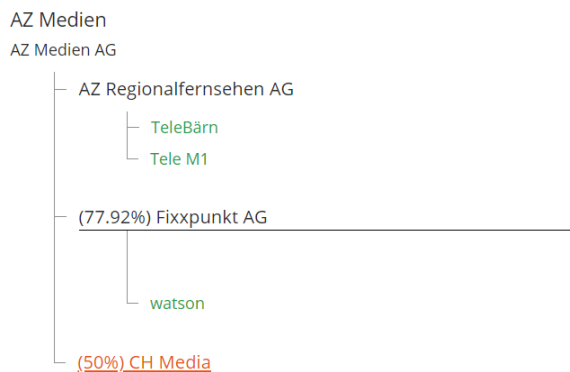 AZ Medien
AZ Medien AG
AZ Regionalfernsehen AG
TeleBärn
Tele M1
(77.92%) Fixxpunkt AG
watson
(50%) CH Media